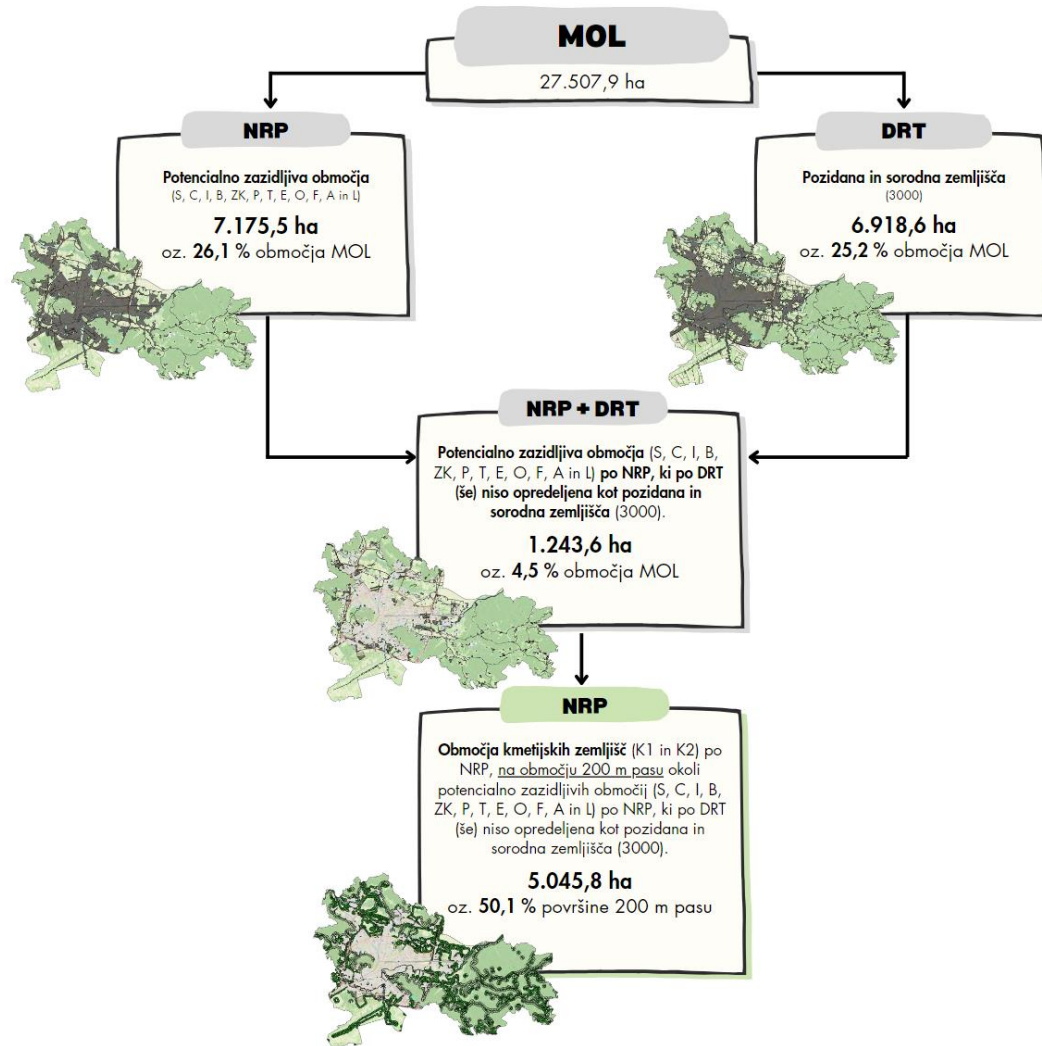 MOL
27.507,9 ha
NRP
Potencialno zazidljiva območja
(S, C, I, B, ZK, P, T, E, O, F, A in L)
7.175,5 ha
oz. 26,1 % območja MOL
DRT
Pozidana in sorodna zemljišča
(3000)
6.918,6 ha
oz. 25,2 % območja MOL
NRP + DRT
Potencialno zazidljiva območja (S, C, I, B,
ZK, P, T, E, O, F, A in L) po NRP, ki po DRT
(še) niso opredeljena kot pozidana in
sorodna zemljišča (3000).
1.243,6 ha
oz. 4,5 % območja MOL
NRP
Območja kmetijskih zemljišč (K1 in K2) po
NRP, na območju 200 m pasu okoli
potencialno zazidljivih območij (S, C, I, B,
ZK, P, T, E, O, F, A in L) po NRP, ki po DRT
(še) niso opredeljena kot pozidana in
sorodna zemljišča (3000).
5.045,8 ha
oz. 50,1 % površine 200 m pasu